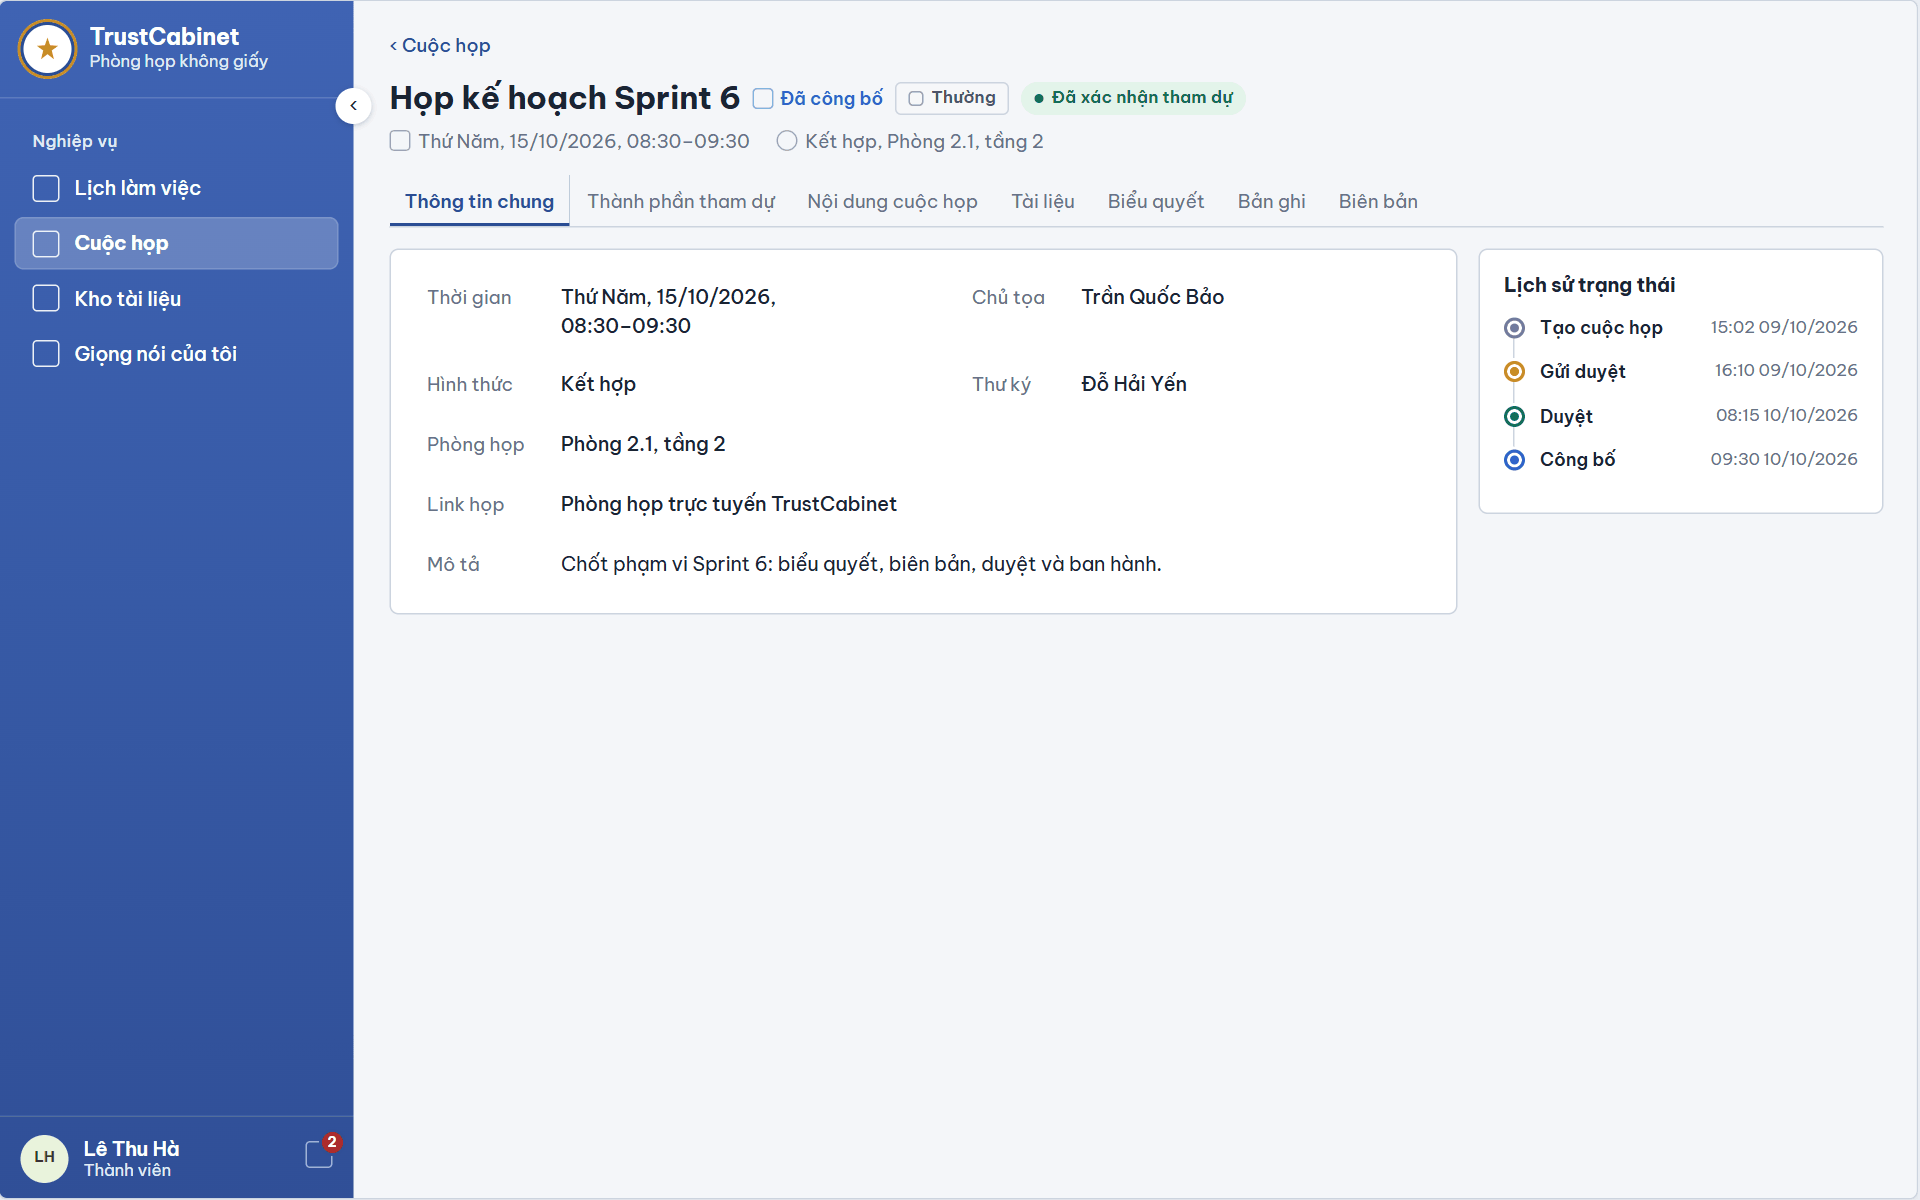 TrustCabinet
Phòng họp không giấy
Nghiệp vụ
Lịch làm việc
Cuộc họp
Kho tài liệu
Giọng nói của tôi
LH
Lê Thu Hà
Thành viên
2
‹ Cuộc họp
Họp kế hoạch Sprint 6 Đã công bố Thường Đã xác nhận tham dự
Thứ Năm, 15/10/2026, 08:30–09:30 Kết hợp, Phòng 2.1, tầng 2
Thông tin chung Thành phần tham dự Nội dung cuộc họp Tài liệu Biểu quyết Bản ghi Biên bản
Thời gian Thứ Năm, 15/10/2026,
08:30–09:30
Chủ tọa Trần Quốc Bảo
Hình thức Kết hợp Thư ký Đỗ Hải Yến
Phòng họp Phòng 2.1, tầng 2
Link họp Phòng họp trực tuyến TrustCabinet
Mô tả Chốt phạm vi Sprint 6: biểu quyết, biên bản, duyệt và ban hành.
Lịch sử trạng thái
Tạo cuộc họp 15:02 09/10/2026
Gửi duyệt 16:10 09/10/2026
Duyệt 08:15 10/10/2026
Công bố 09:30 10/10/2026